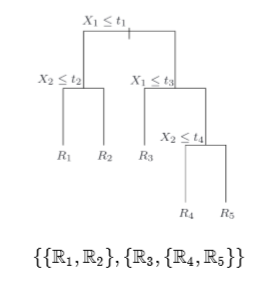 X₁ ≤ t₁
X₂ ≤ t₂
X₁ ≤ t₃
R₁
R₂
R₃
X₂ ≤ t₄
R₄
R₅
{{ℝ₁, ℝ₂}, {ℝ₃, {ℝ₄, ℝ₅}}